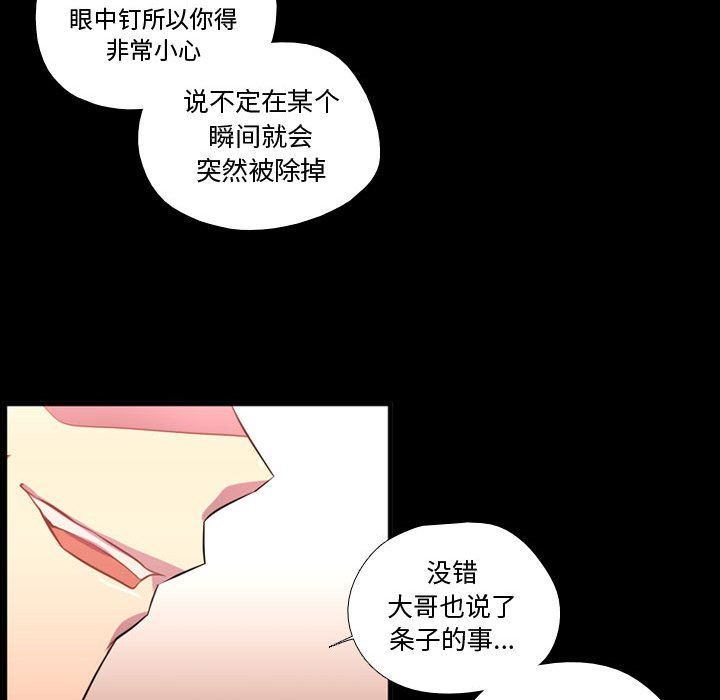 眼中钉所以你得
非常小心
说不定在某个
瞬间就会
突然被除掉
没错
大哥也说了
条子的事...